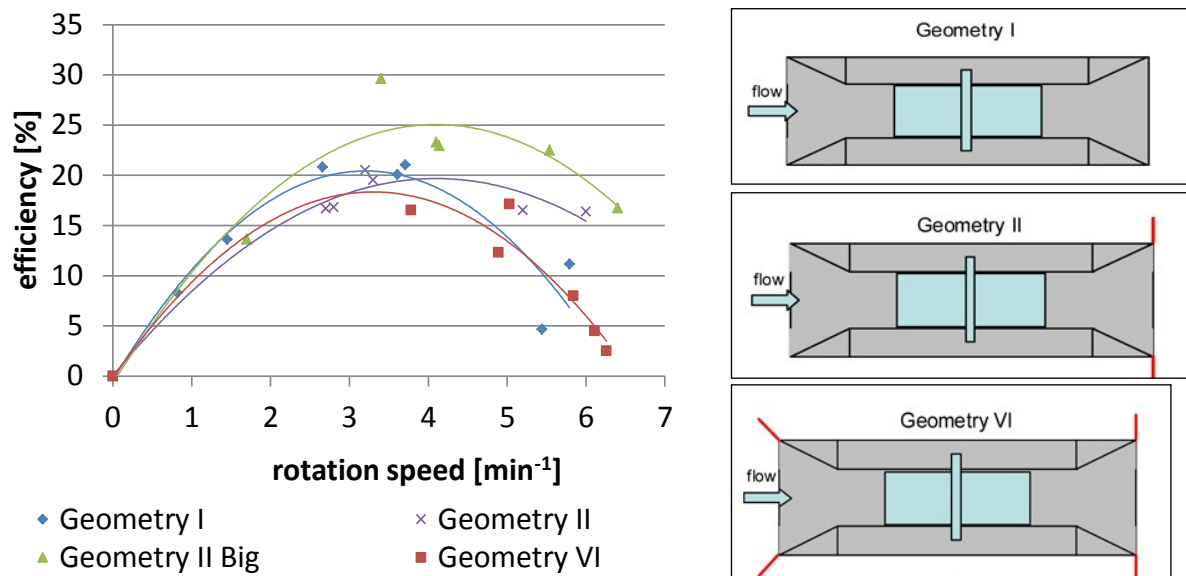 35
30
25
20
15
10
5
0
efficiency [%]
0 1 2 3 4 5 6 7
rotation speed [min⁻¹]
Geometry I
Geometry II
Geometry II Big
Geometry VI
Geometry I
flow
Geometry II
flow
Geometry VI
flow